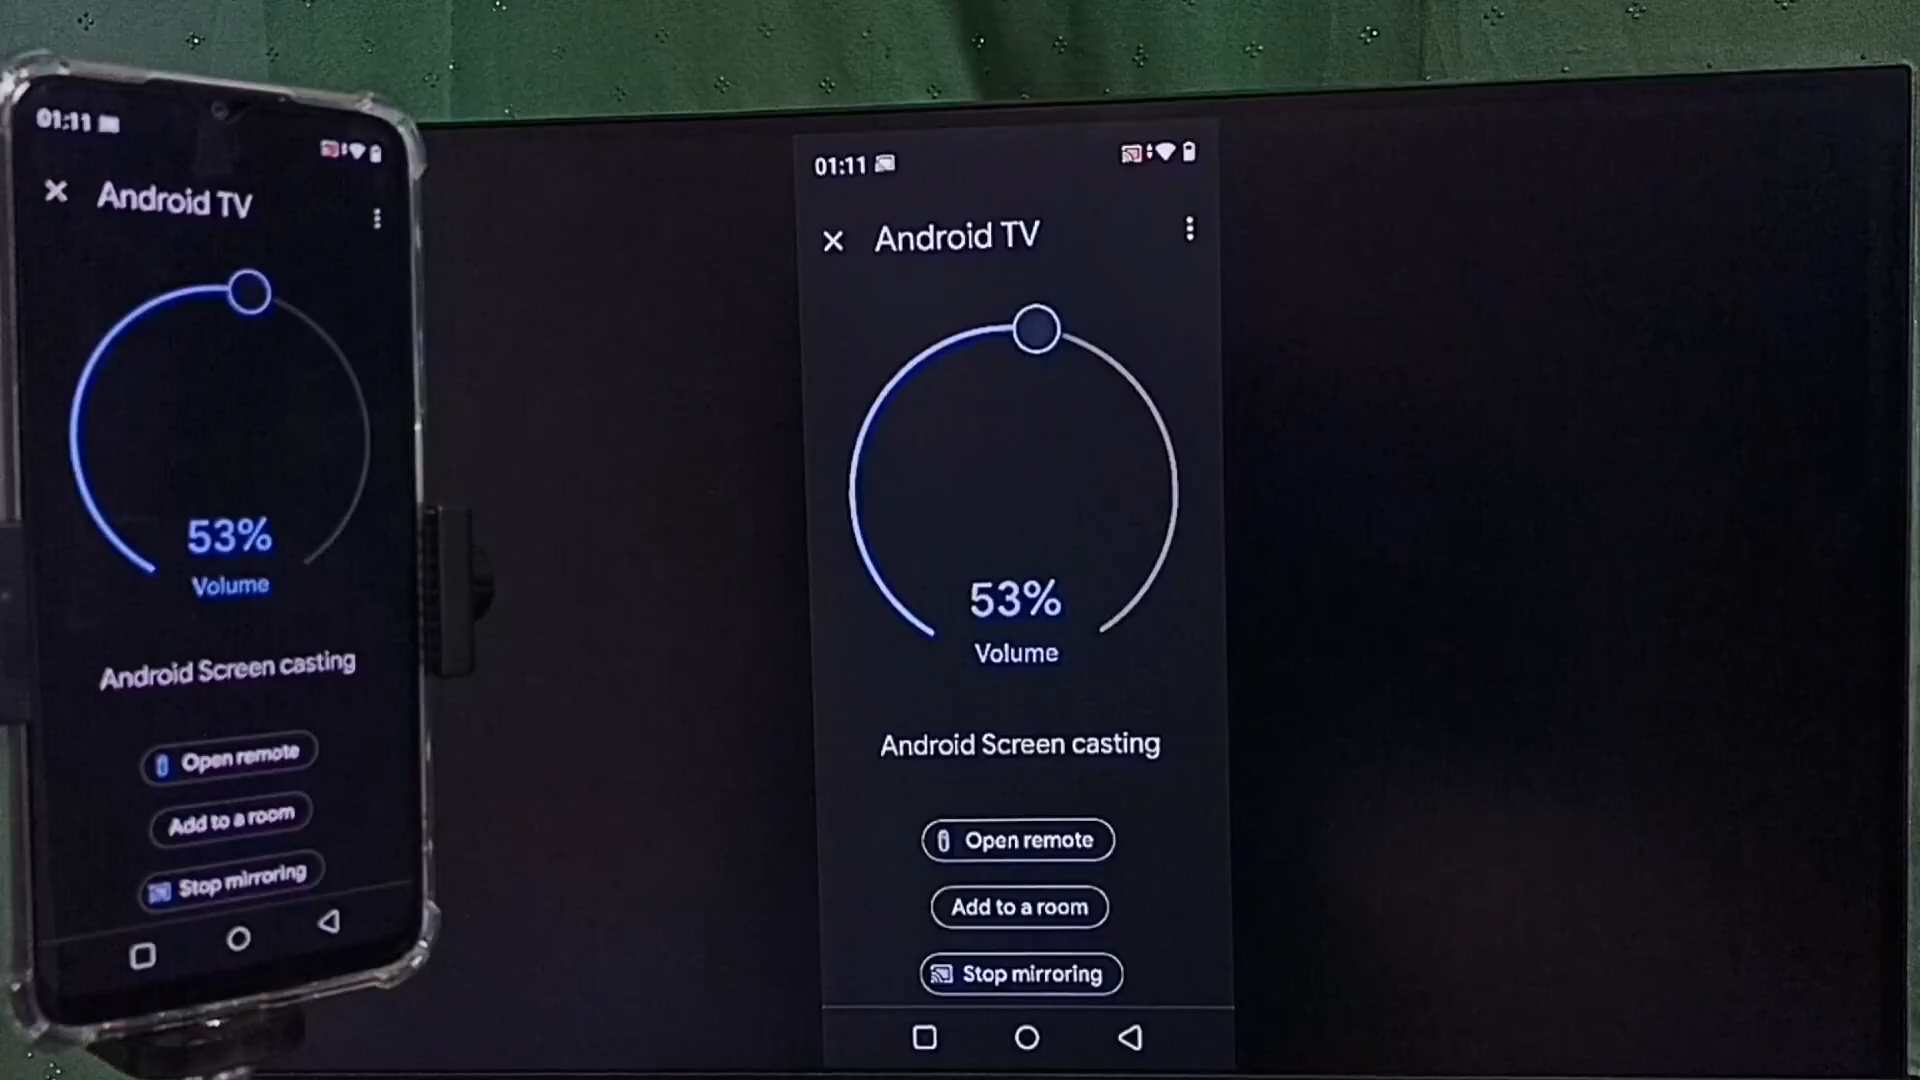 01:11
Android TV
53%
Volume
Android Screen casting
Open remote
Add to a room
Stop mirroring
01:11
Android TV
53%
Volume
Android Screen casting
Open remote
Add to a room
Stop mirroring